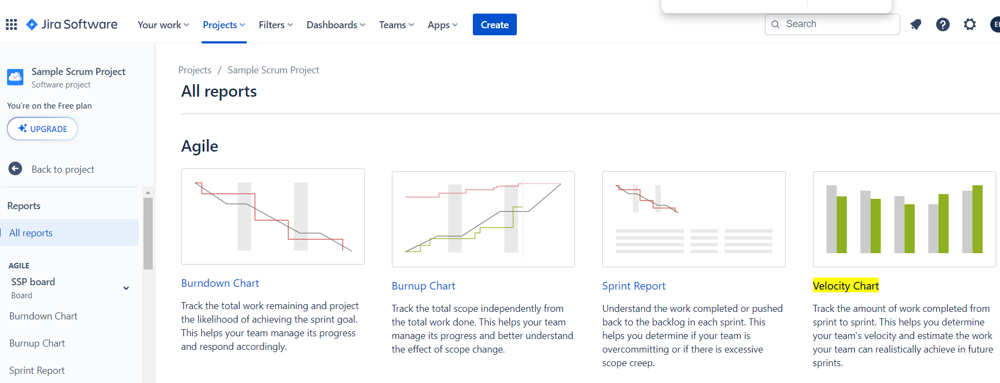 Jira Software
Your work
Projects
Filters
Dashboards
Teams
Apps
Create
Search
Sample Scrum Project
Software project
You're on the Free plan
UPGRADE
Back to project
Reports
All reports
AGILE
SSP board
Board
Burndown Chart
Burnup Chart
Sprint Report
Projects / Sample Scrum Project
All reports
Agile
Burndown Chart
Track the total work remaining and project
the likelihood of achieving the sprint goal.
This helps your team manage its progress
and respond accordingly.
Burnup Chart
Track the total scope independently from
the total work done. This helps your team
manage its progress and better understand
the effect of scope change.
Sprint Report
Understand the work completed or pushed
back to the backlog in each sprint. This
helps you determine if your team is
overcommitting or if there is excessive
scope creep.
Velocity Chart
Track the amount of work completed from
sprint to sprint. This helps you determine
your team's velocity and estimate the work
your team can realistically achieve in future
sprints.